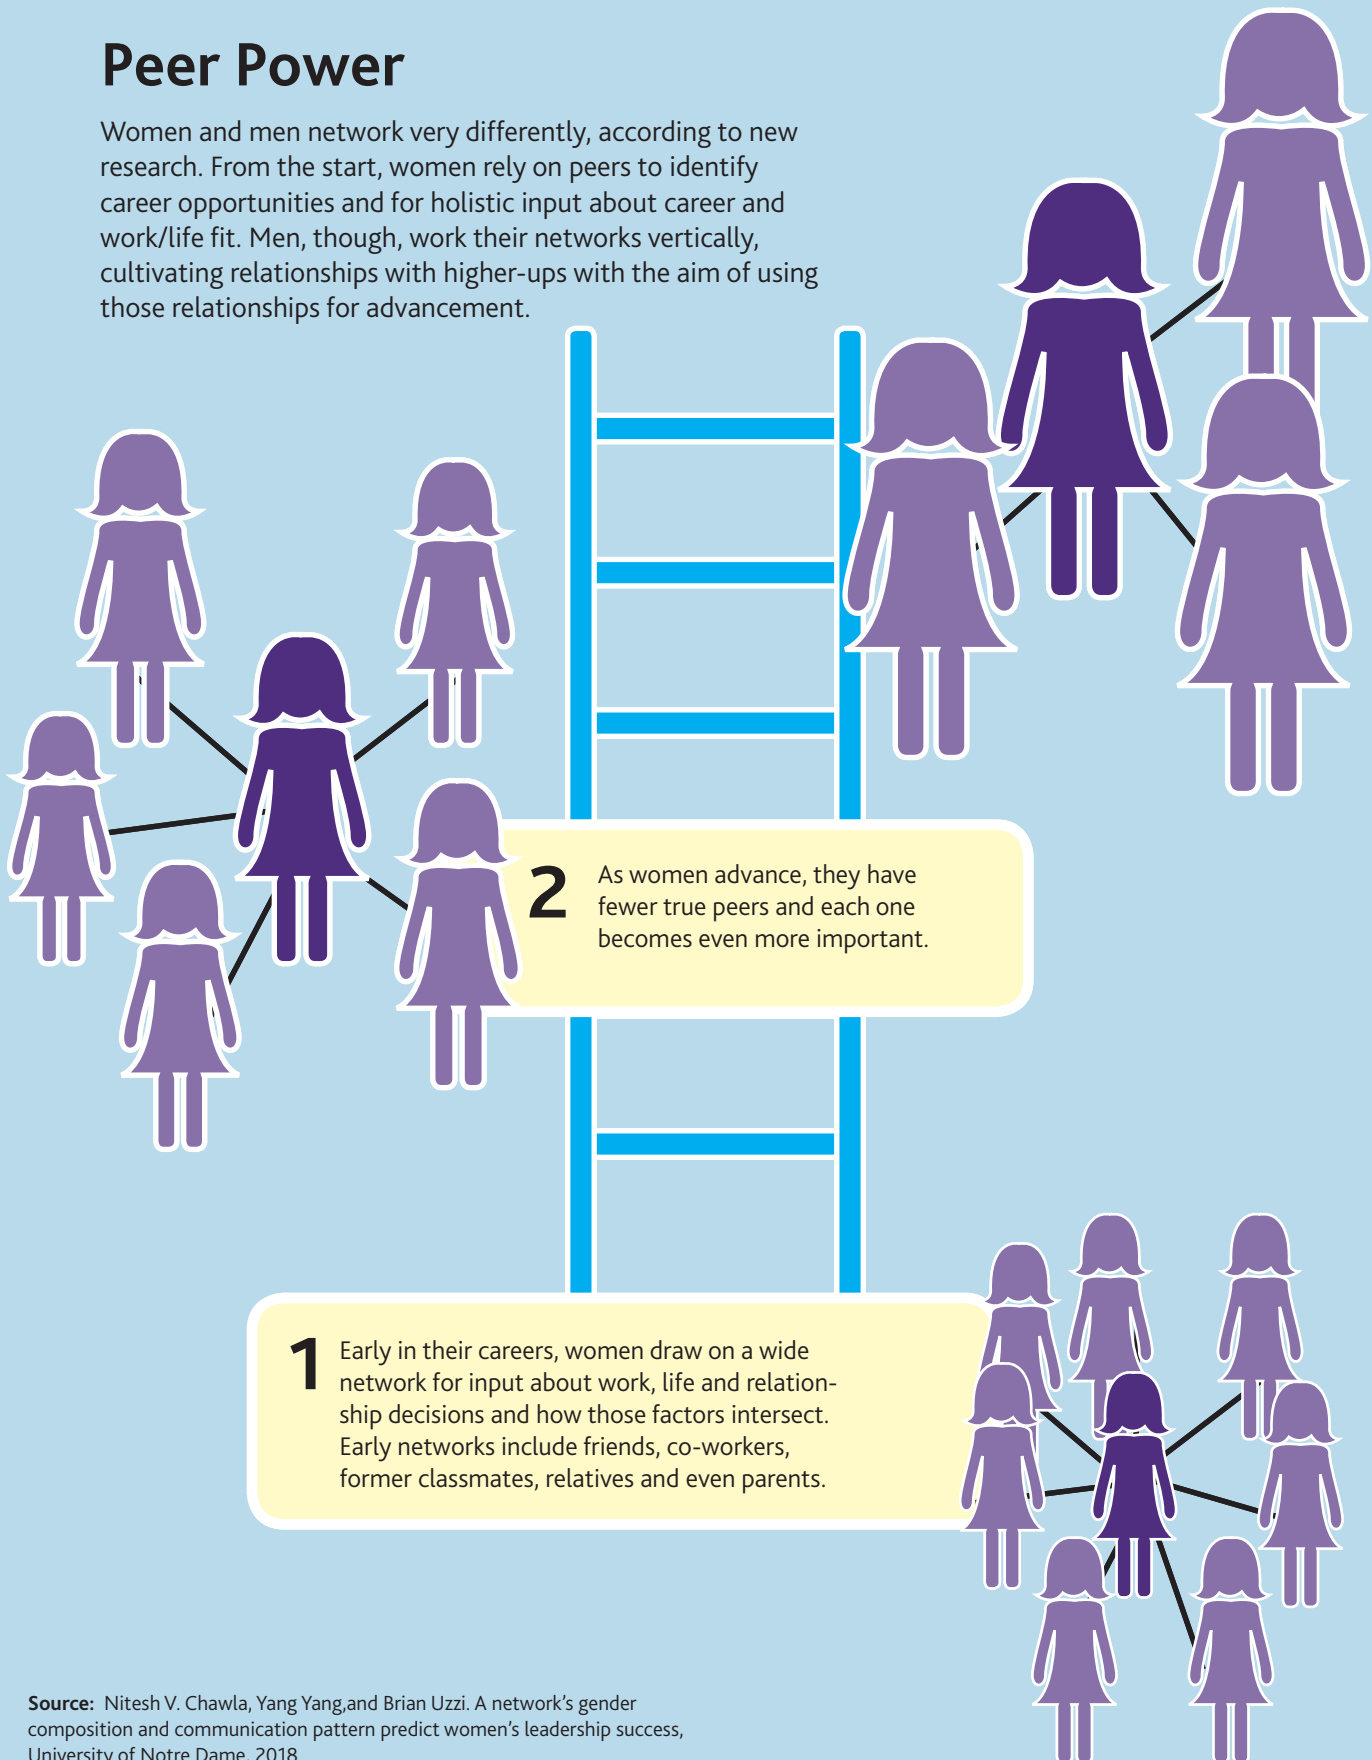 Peer Power
Women and men network very differently, according to new
research. From the start, women rely on peers to identify
career opportunities and for holistic input about career and
work/life fit. Men, though, work their networks vertically,
cultivating relationships with higher-ups with the aim of using
those relationships for advancement.
2
As women advance, they have
fewer true peers and each one
becomes even more important.
1
Early in their careers, women draw on a wide
network for input about work, life and relation-
ship decisions and how those factors intersect.
Early networks include friends, co-workers,
former classmates, relatives and even parents.
Source: Nitesh V. Chawla, Yang Yang,and Brian Uzzi. A network's gender
composition and communication pattern predict women's leadership success,
University of Notre Dame, 2018